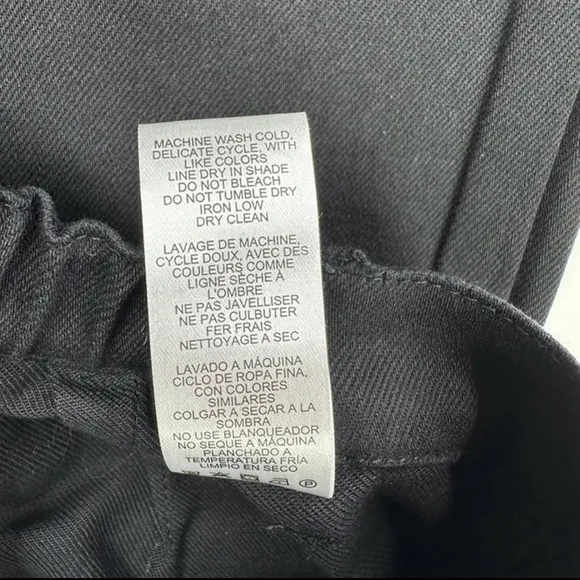 MACHINE WASH COLD,
DELICATE CYCLE, WITH
LIKE COLORS
LINE DRY IN SHADE
DO NOT BLEACH
DO NOT TUMBLE DRY
IRON LOW
DRY CLEAN
LAVAGE DE MACHINE,
CYCLE DOUX, AVEC DES
COULEURS COMME
LIGNE SÈCHE À
L'OMBRE
NE PAS JAVELLISER
NE PAS CULBUTER
FER FRAIS
NETTOYAGE A SEC
LAVADO A MÁQUINA
CICLO DE ROPA FINA,
CON COLORES
SIMILARES
COLGAR A SECAR A LA
SOMBRA
NO USE BLANQUEADOR
NO SEQUE A MÁQUINA
PLANCHADO A
TEMPERATURA FRÍA
LIMPIO EN SECO
P